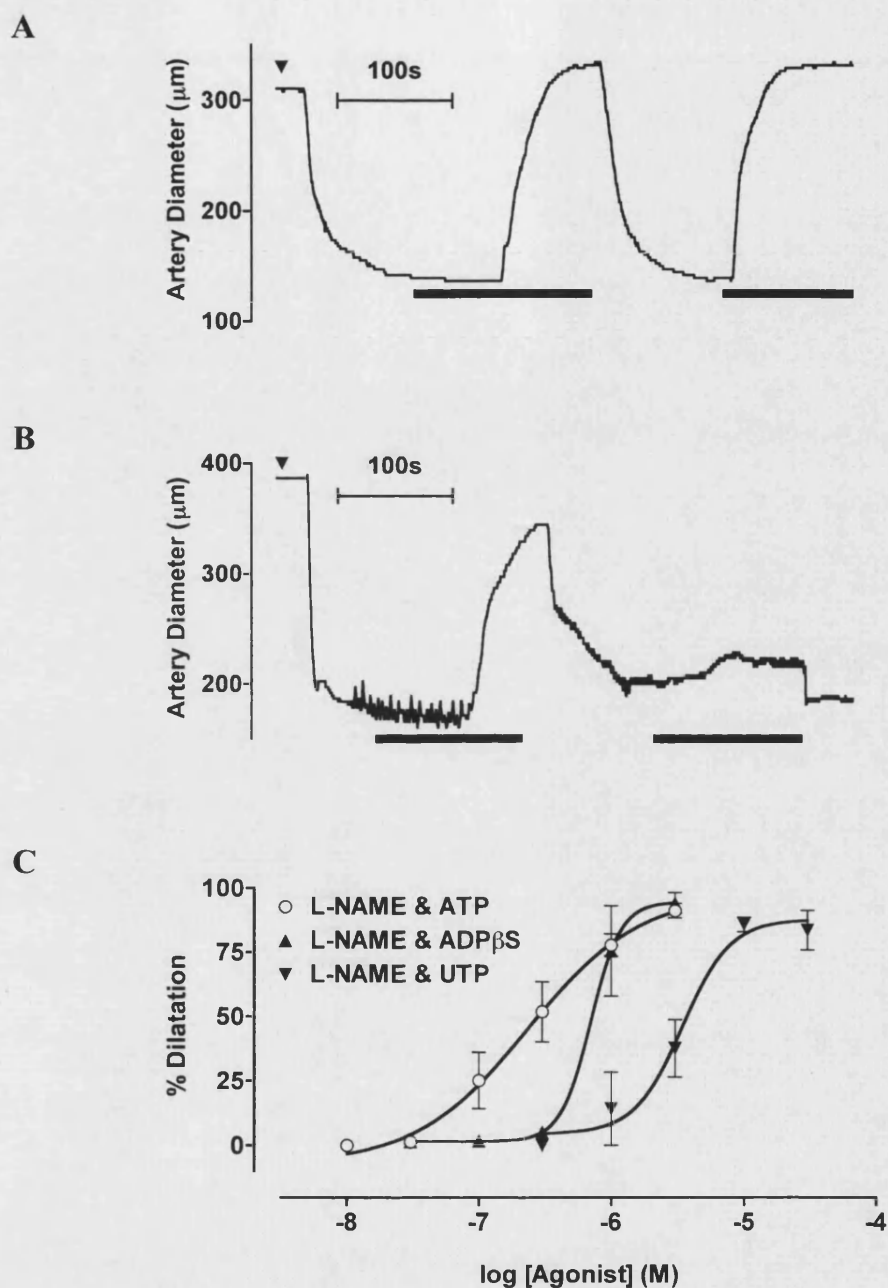 A
Artery Diameter (μm)
300
200
100
100s
B
Artery Diameter (μm)
400
300
200
100s
C
% Dilatation
100
75
50
25
0
L-NAME & ATP
L-NAME & ADPβS
L-NAME & UTP
-8 -7 -6 -5 -4
log [Agonist] (M)